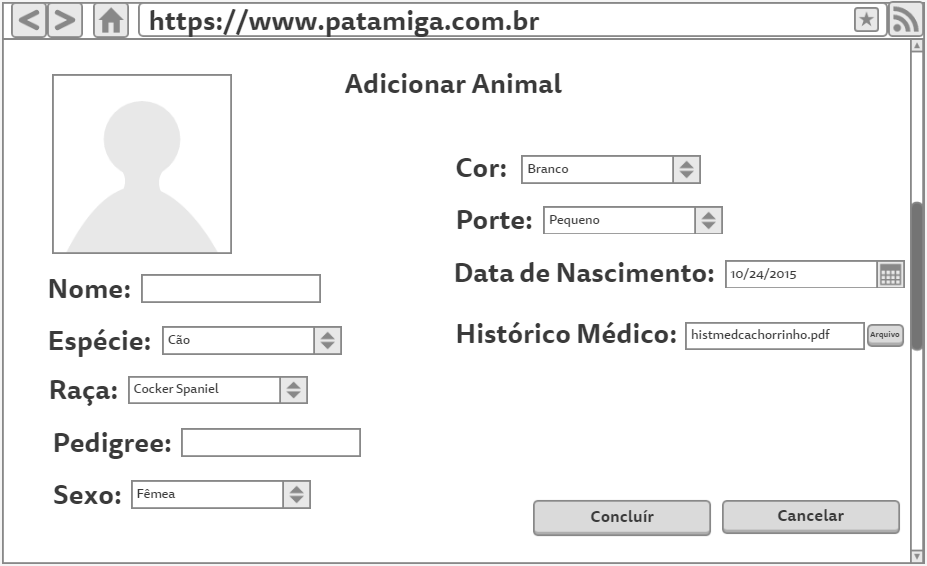 https://www.patamiga.com.br
Adicionar Animal
Nome:
Espécie: Cão
Raça: Cocker Spaniel
Pedigree:
Sexo: Fêmea
Cor: Branco
Porte: Pequeno
Data de Nascimento: 10/24/2015
Histórico Médico: histmedcachorrinho.pdf Arquivo
Concluír Cancelar